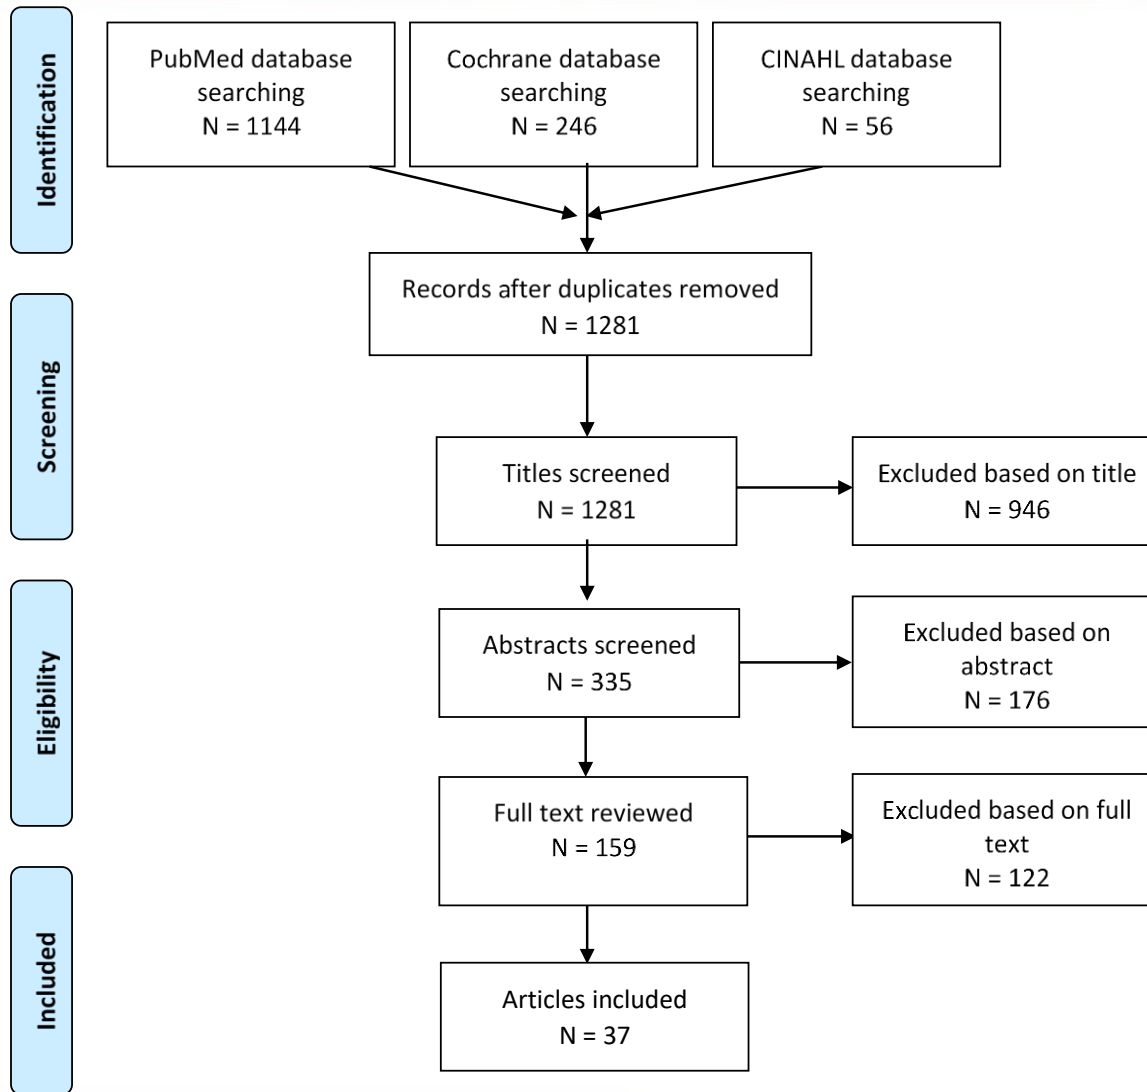 Identification
PubMed database
searching
N = 1144
Cochrane database
searching
N = 246
CINAHL database
searching
N = 56
Records after duplicates removed
N = 1281
Screening
Titles screened
N = 1281
Excluded based on title
N = 946
Eligibility
Abstracts screened
N = 335
Excluded based on
abstract
N = 176
Full text reviewed
N = 159
Excluded based on full
text
N = 122
Included
Articles included
N = 37